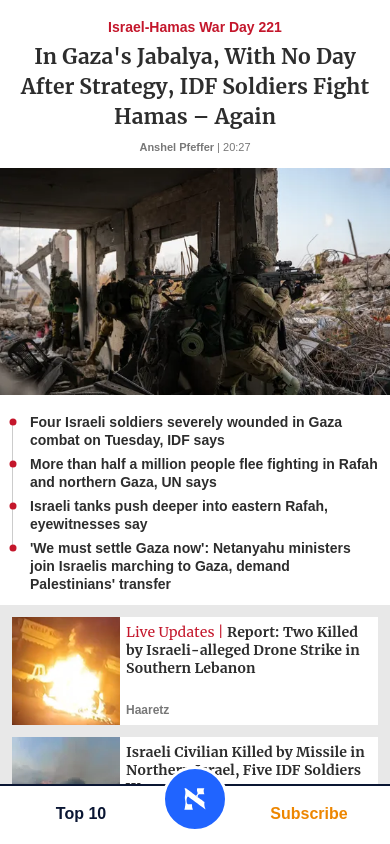 Israel-Hamas War Day 221
In Gaza's Jabalya, With No Day
After Strategy, IDF Soldiers Fight
Hamas – Again
Anshel Pfeffer | 20:27
Four Israeli soldiers severely wounded in Gaza
combat on Tuesday, IDF says
More than half a million people flee fighting in Rafah
and northern Gaza, UN says
Israeli tanks push deeper into eastern Rafah,
eyewitnesses say
'We must settle Gaza now': Netanyahu ministers
join Israelis marching to Gaza, demand
Palestinians' transfer
Live Updates | Report: Two Killed
by Israeli-alleged Drone Strike in
Southern Lebanon
Haaretz
Israeli Civilian Killed by Missile in
Northern Israel, Five IDF Soldiers
Top 10
Subscribe